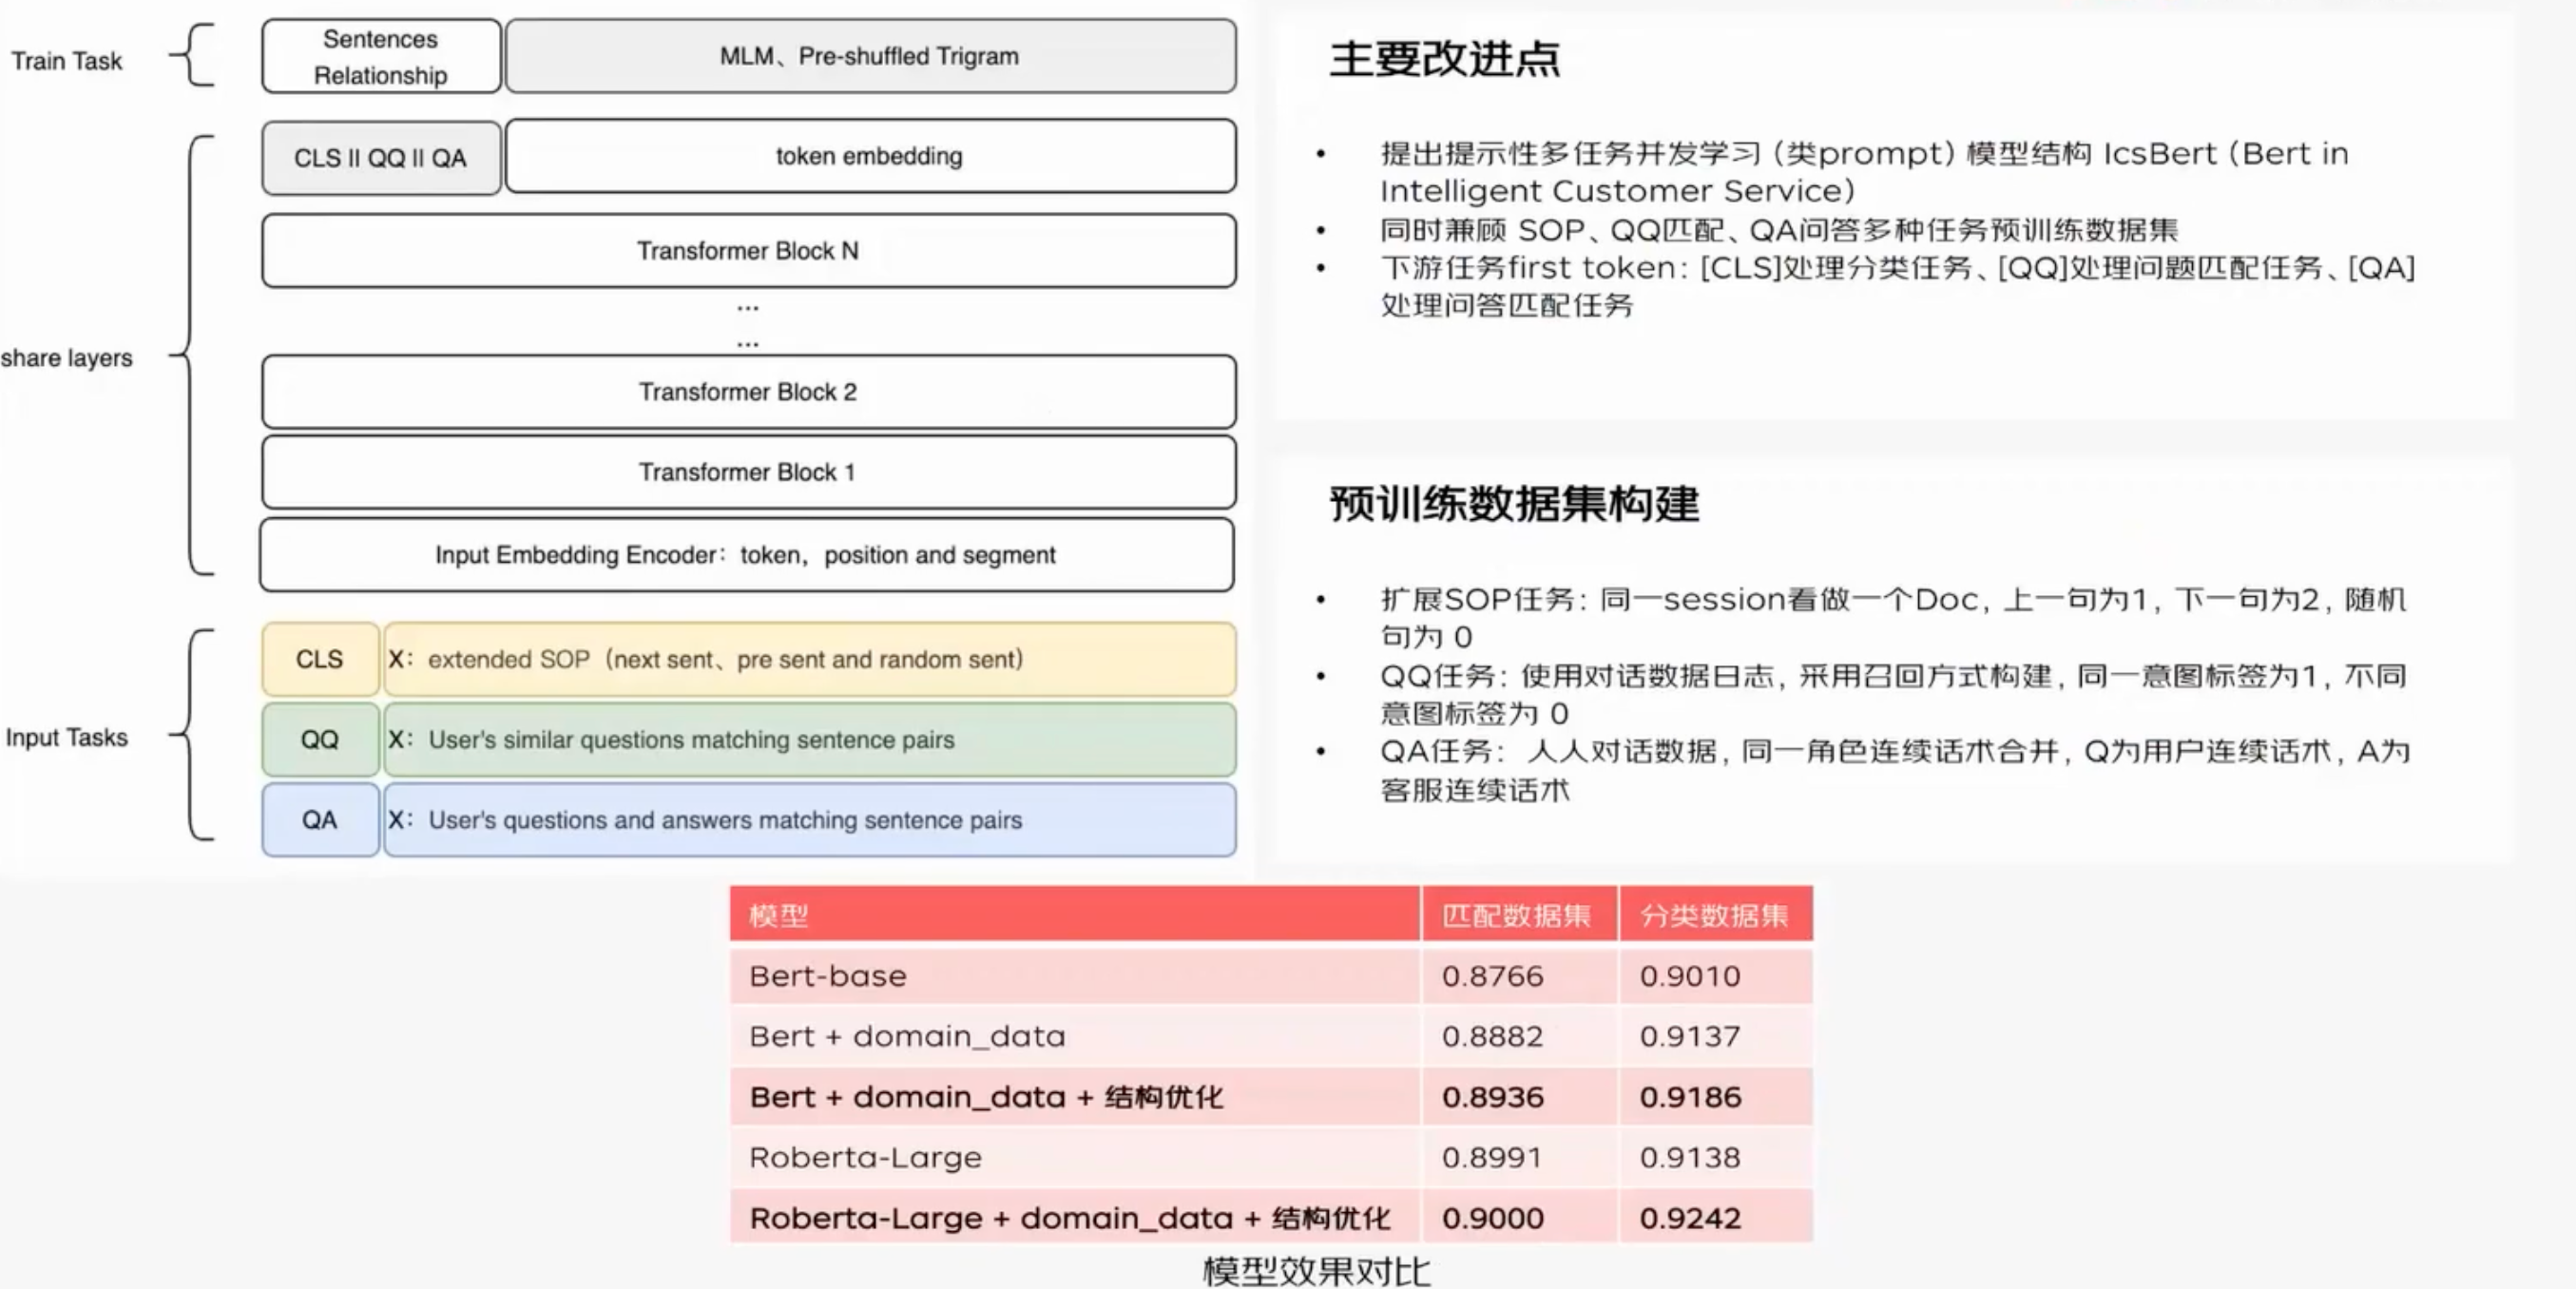 Train Task
Sentences
Relationship
MLM、Pre-shuffled Trigram
share layers
CLS II QQ II QA
token embedding
Transformer Block N
...
...
Transformer Block 2
Transformer Block 1
Input Embedding Encoder：token，position and segment
Input Tasks
CLS
X：extended SOP（next sent、pre sent and random sent）
QQ
X：User's similar questions matching sentence pairs
QA
X：User's questions and answers matching sentence pairs
主要改进点
• 提出提示性多任务并发学习（类prompt）模型结构 IcsBert（Bert in
Intelligent Customer Service）
• 同时兼顾 SOP、QQ匹配、QA问答多种任务预训练数据集
• 下游任务first token：[CLS]处理分类任务、[QQ]处理问题匹配任务、[QA]
处理问答匹配任务
预训练数据集构建
• 扩展SOP任务：同一session看做一个Doc，上一句为1，下一句为2，随机
句为 0
• QQ任务：使用对话数据日志，采用召回方式构建，同一意图标签为1，不同
意图标签为 0
• QA任务： 人人对话数据，同一角色连续话术合并，Q为用户连续话术，A为
客服连续话术
模型 匹配数据集 分类数据集
Bert-base 0.8766 0.9010
Bert + domain_data 0.8882 0.9137
Bert + domain_data + 结构优化 0.8936 0.9186
Roberta-Large 0.8991 0.9138
Roberta-Large + domain_data + 结构优化 0.9000 0.9242
模型效果对比